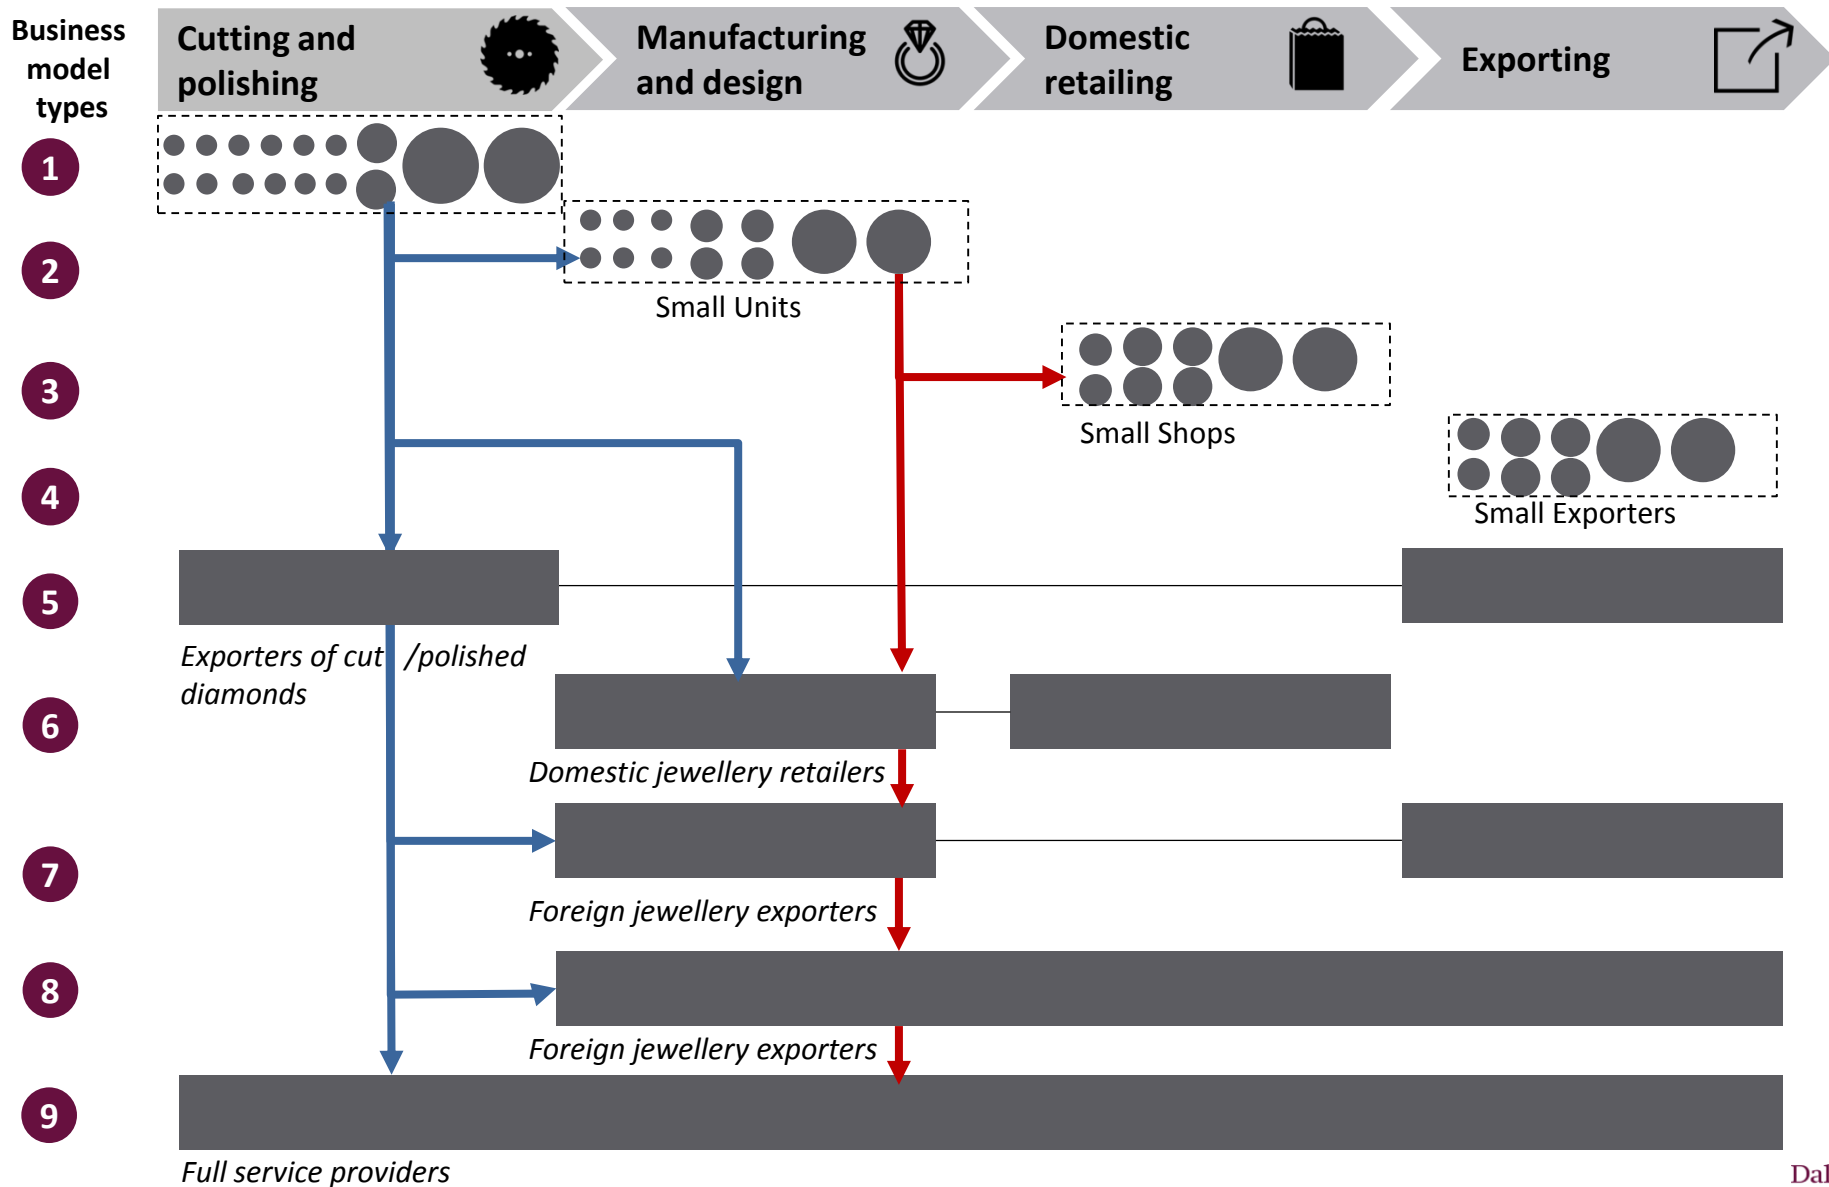 Business
model
types
Cutting and
polishing
Manufacturing
and design
Domestic
retailing
Exporting
1
2
Small Units
3
Small Shops
4
Small Exporters
5
Exporters of cut /polished
diamonds
6
Domestic jewellery retailers
7
Foreign jewellery exporters
8
Foreign jewellery exporters
9
Full service providers